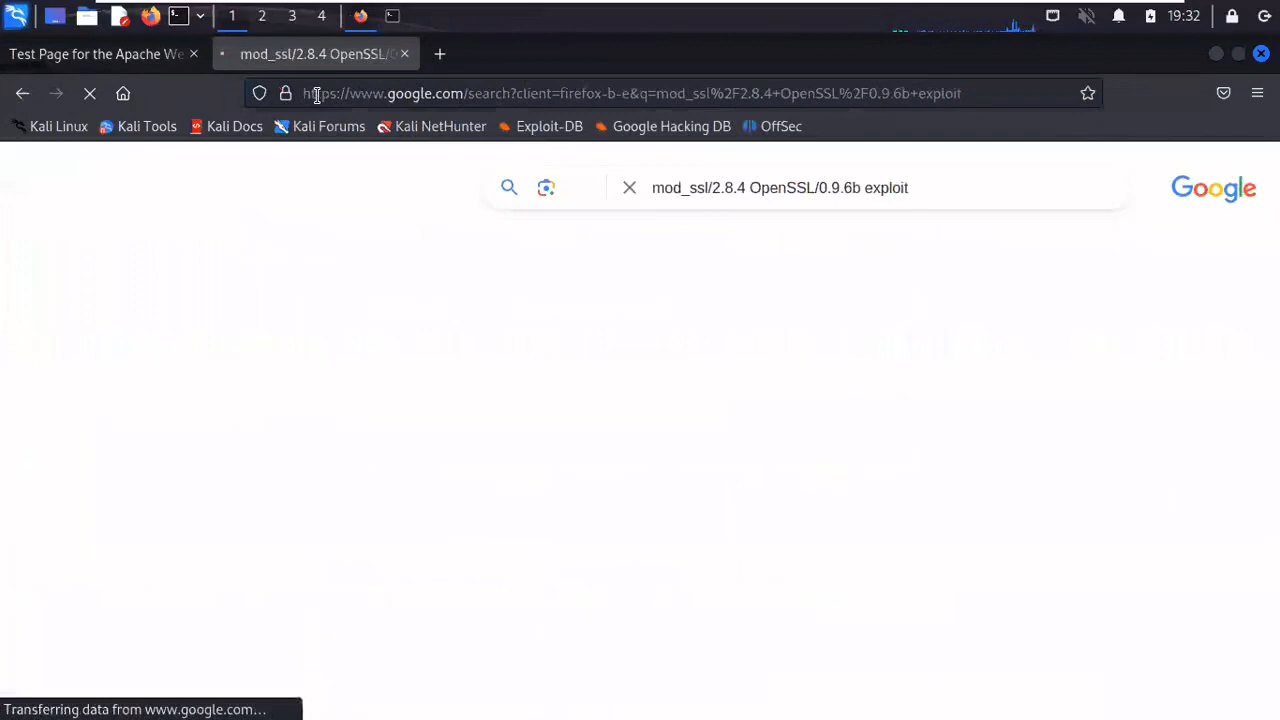 1 2 3 4 19:32
Test Page for the Apache We mod_ssl/2.8.4 OpenSSL/0
https://www.google.com/search?client=firefox-b-e&q=mod_ssl%2F2.8.4+OpenSSL%2F0.9.6b+exploit
Kali Linux Kali Tools Kali Docs Kali Forums Kali NetHunter Exploit-DB Google Hacking DB OffSec
mod_ssl/2.8.4 OpenSSL/0.9.6b exploit Google
Transferring data from www.google.com…